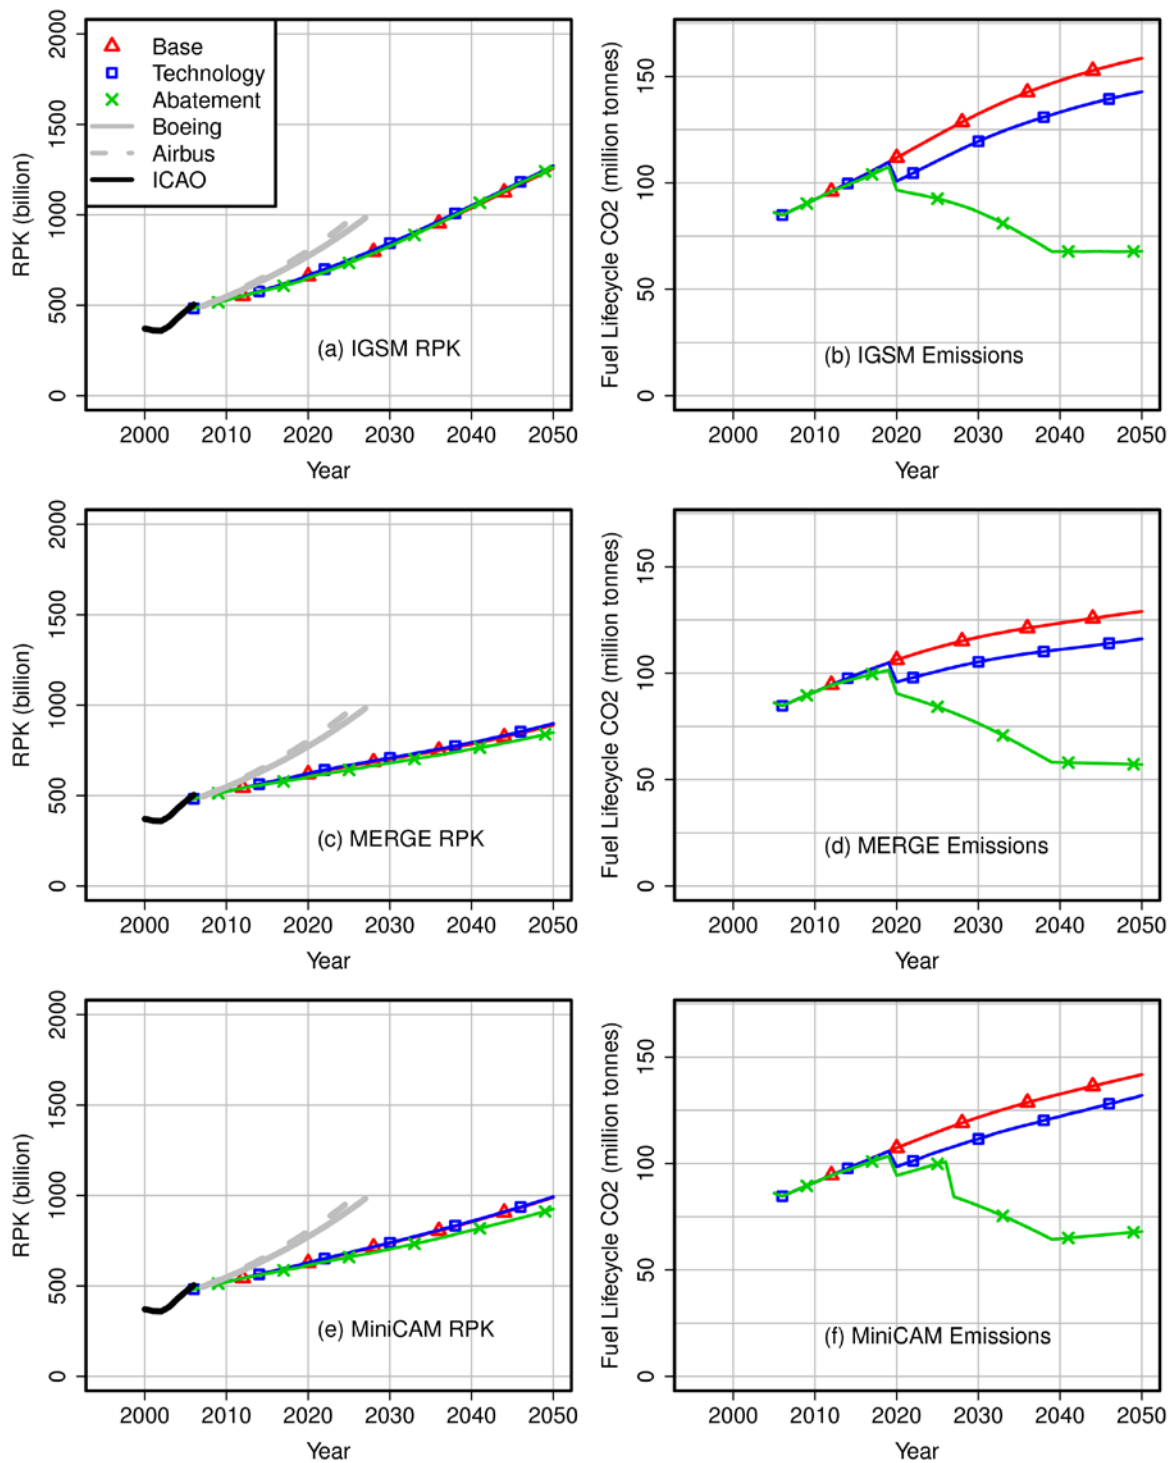 Base
Technology
Abatement
Boeing
Airbus
ICAO
RPK (billion)
0 500 1000 1500 2000
(a) IGSM RPK
2000 2010 2020 2030 2040 2050
Year
Fuel Lifecycle CO2 (million tonnes)
0 50 100 150
(b) IGSM Emissions
2000 2010 2020 2030 2040 2050
Year
RPK (billion)
0 500 1000 1500 2000
(c) MERGE RPK
2000 2010 2020 2030 2040 2050
Year
Fuel Lifecycle CO2 (million tonnes)
0 50 100 150
(d) MERGE Emissions
2000 2010 2020 2030 2040 2050
Year
RPK (billion)
0 500 1000 1500 2000
(e) MiniCAM RPK
2000 2010 2020 2030 2040 2050
Year
Fuel Lifecycle CO2 (million tonnes)
0 50 100 150
(f) MiniCAM Emissions
2000 2010 2020 2030 2040 2050
Year